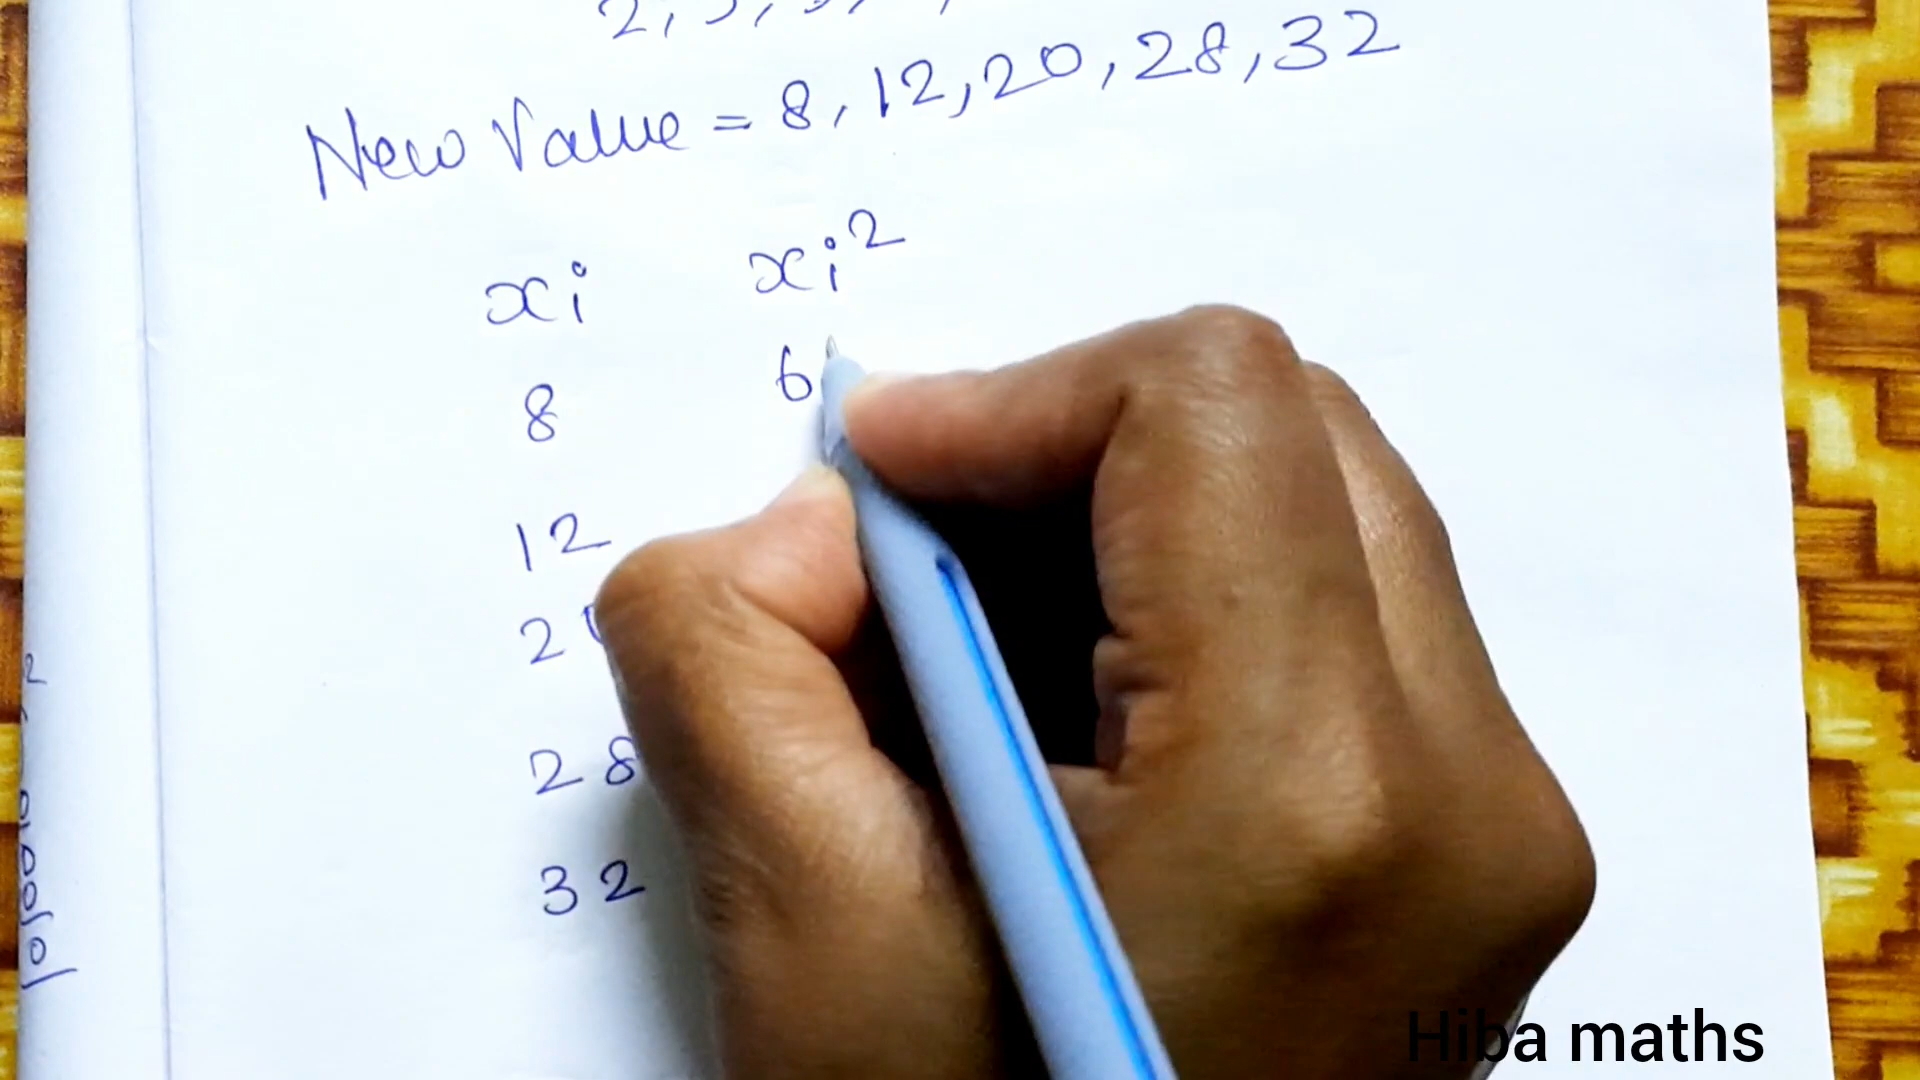 New Value = 8, 12, 20, 28, 32
xi xi²
8 6
12
2
28
32
Hiba maths